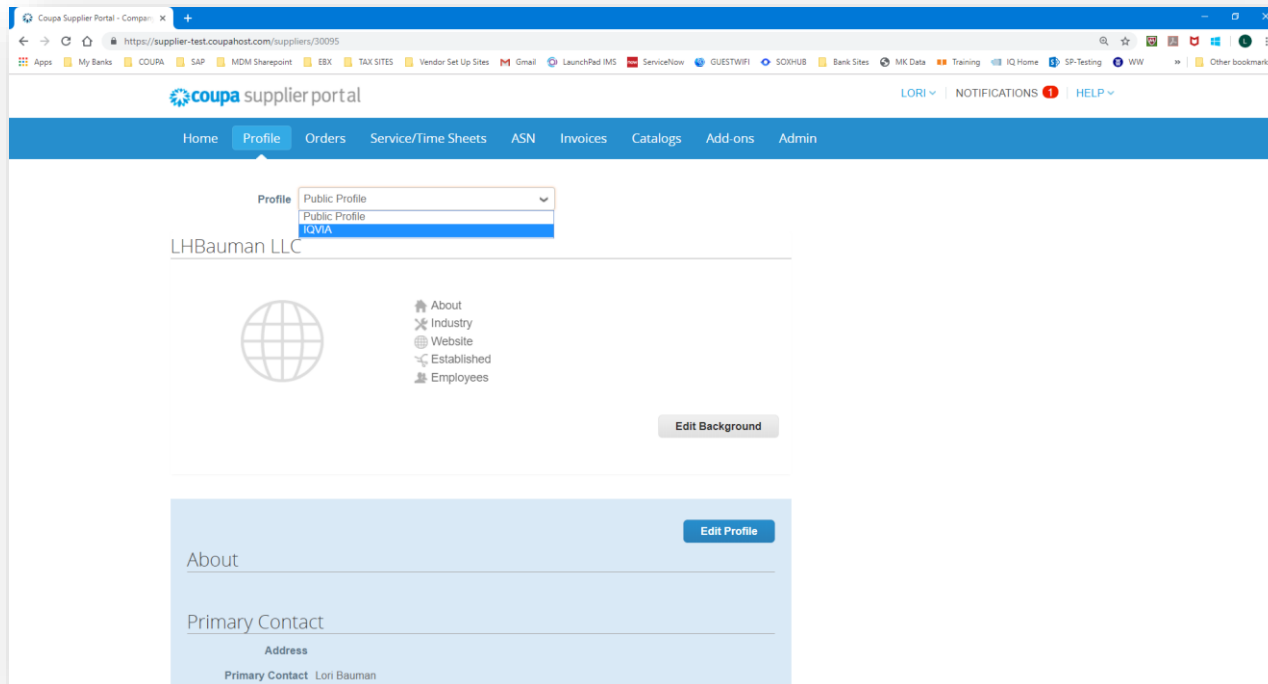 Coupa Supplier Portal - Compan
https://supplier-test.coupahost.com/suppliers/30095
Apps My Banks COUPA SAP MDM Sharepoint EBX TAX SITES Vendor Set Up Sites Gmail LaunchPad IMS ServiceNow GUESTWIFI SOXHUB Bank Sites MK Data Training IQ Home SP-Testing WW » Other bookmark
coupa supplier portal LORI NOTIFICATIONS 1 HELP
Home Profile Orders Service/Time Sheets ASN Invoices Catalogs Add-ons Admin
Profile Public Profile
Public Profile
IQVIA
LHBauman LLC
About
Industry
Website
Established
Employees
Edit Background
Edit Profile
About
Primary Contact
Address
Primary Contact Lori Bauman